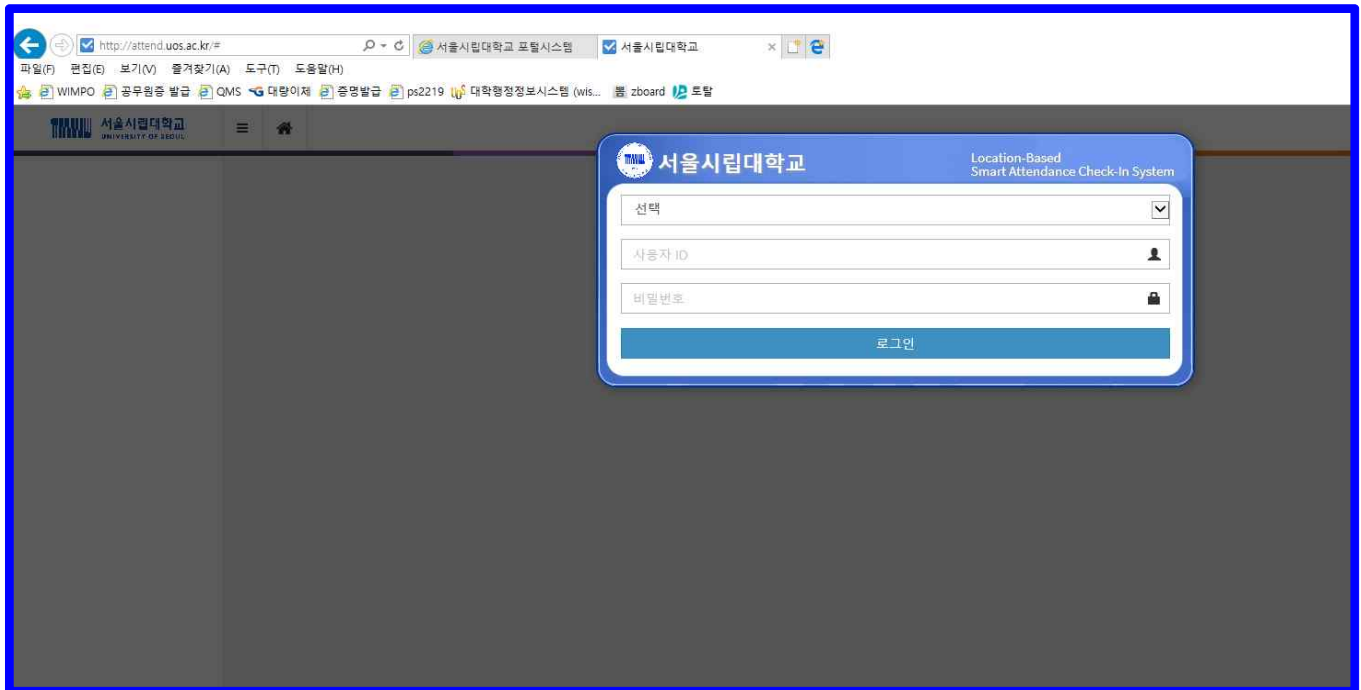 http://attend.uos.ac.kr/#
서울시립대학교 포털시스템
서울시립대학교
파일(F) 편집(E) 보기(V) 즐겨찾기(A) 도구(T) 도움말(H)
WIMPO 공무원증 발급 QMS 대량이체 증명발급 ps2219 대학행정정보시스템 (wis... zboard 토탈
서울시립대학교
UNIVERSITY OF SEOUL
서울시립대학교
Location-Based
Smart Attendance Check-In System
선택
사용자 ID
비밀번호
로그인